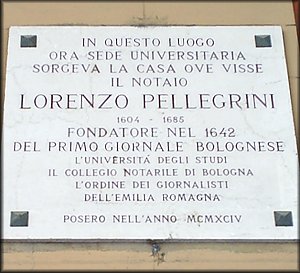 IN QUESTO LUOGO
ORA SEDE UNIVERSITARIA
SORGEVA LA CASA OVE VISSE
IL NOTAIO
LORENZO PELLEGRINI
1604 - 1685
FONDATORE NEL 1642
DEL PRIMO GIORNALE BOLOGNESE
L'UNIVERSITÁ DEGLI STUDI
IL COLLEGIO NOTARILE DI BOLOGNA
L'ORDINE DEI GIORNALISTI
DELL'EMILIA ROMAGNA
POSERO NELL'ANNO MCMXCIV